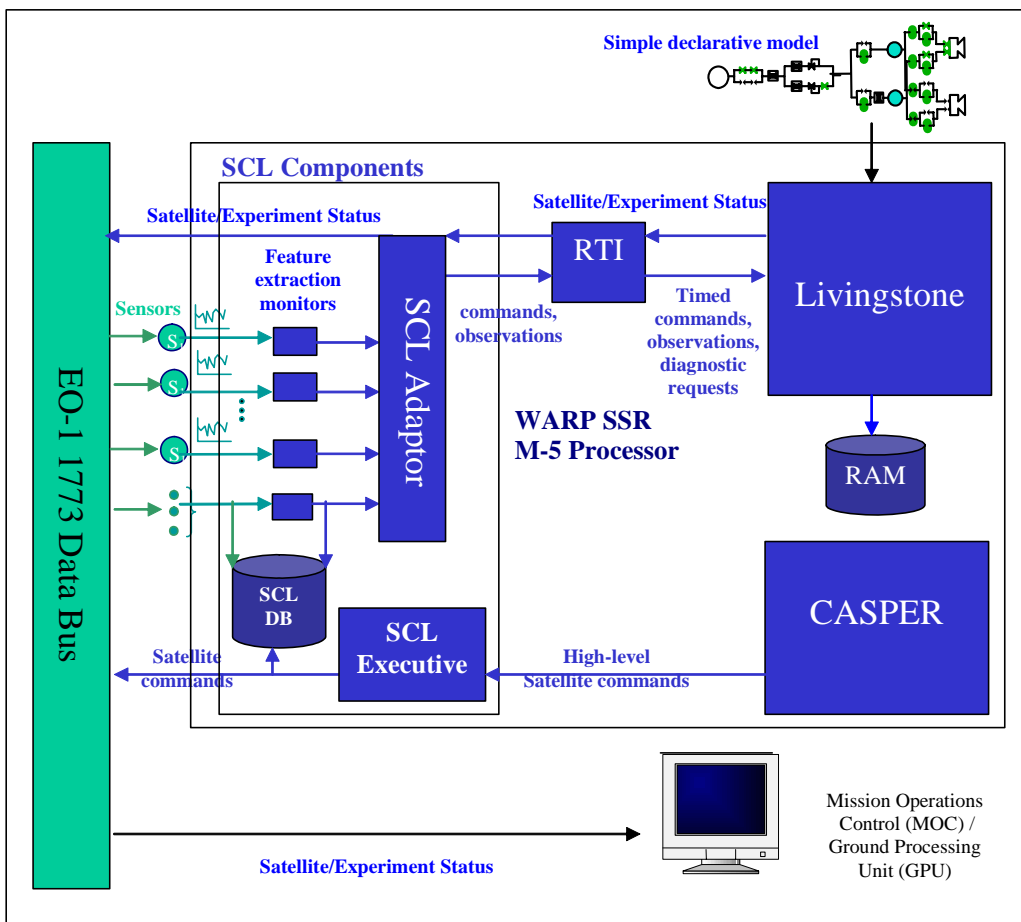 Simple declarative model
SCL Components
Satellite/Experiment Status
Satellite/Experiment Status
RTI
Livingstone
Feature
extraction
monitors
Sensors
S
S
S
SCL Adaptor
commands,
observations
Timed
commands,
observations,
diagnostic
requests
EO-1 1773 Data Bus
WARP SSR
M-5 Processor
RAM
SCL
DB
SCL
Executive
CASPER
Satellite
commands
High-level
Satellite commands
Mission Operations
Control (MOC) /
Ground Processing
Unit (GPU)
Satellite/Experiment Status